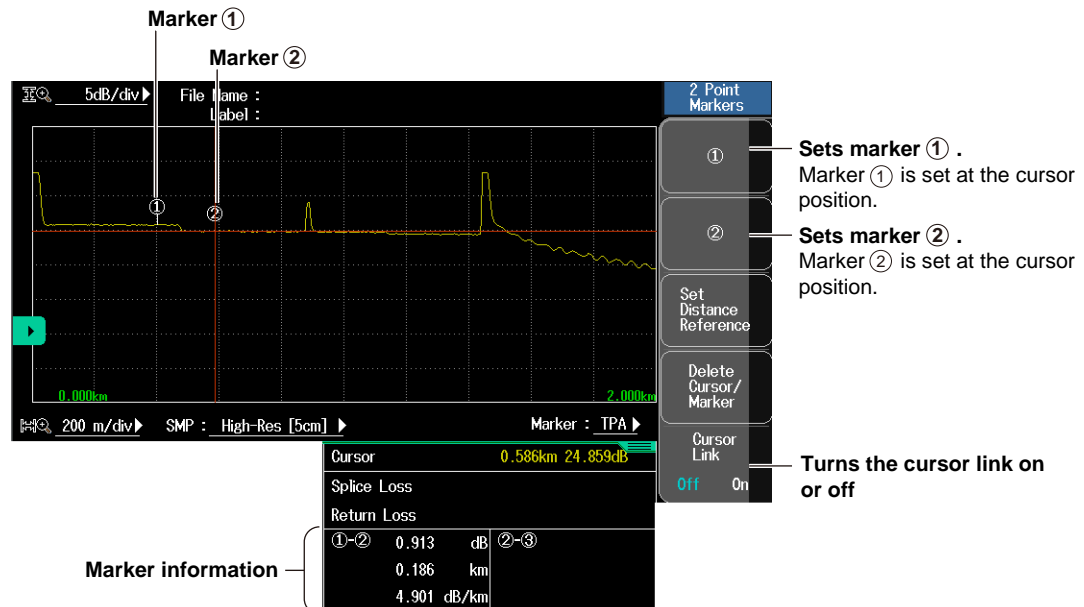 Marker ①
Marker ②
5dB/div
File Name :
Label :
2 Point
Markers
①
②
①
②
Set
Distance
Reference
Delete
Cursor/
Marker
Cursor
Link
Off On
Sets marker ① .
Marker ① is set at the cursor
position.
Sets marker ② .
Marker ② is set at the cursor
position.
Turns the cursor link on
or off
0.000km
2.000km
200 m/div
SMP : High-Res [5cm]
Marker : TPA
Cursor 0.586km 24.859dB
Splice Loss
Return Loss
①-② 0.913 dB ②-③
0.186 km
4.901 dB/km
Marker information